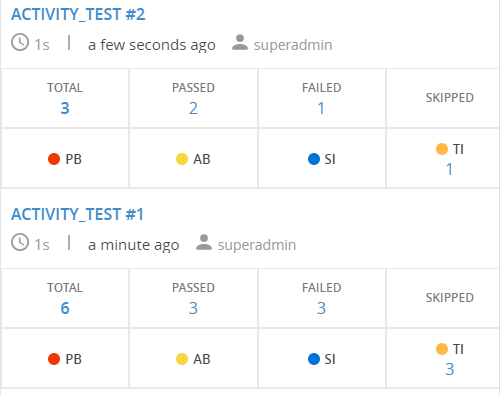 ACTIVITY_TEST #2
1s | a few seconds ago superadmin
TOTAL PASSED FAILED SKIPPED
3 2 1
PB AB SI TI
1
ACTIVITY_TEST #1
1s | a minute ago superadmin
TOTAL PASSED FAILED SKIPPED
6 3 3
PB AB SI TI
3